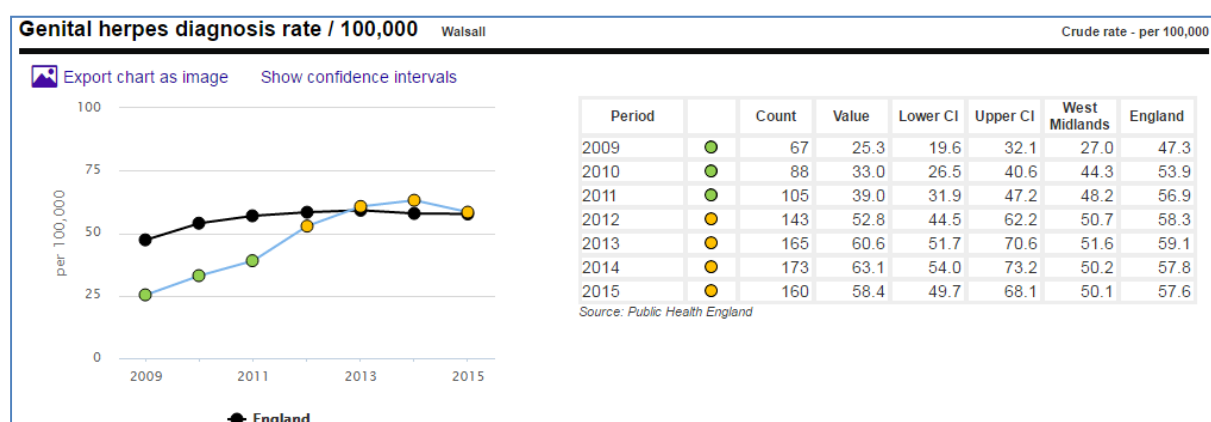 Genital herpes diagnosis rate / 100,000 Walsall Crude rate - per 100,000
Export chart as image Show confidence intervals
100
75
50
25
0
per 100,000
2009 2011 2013 2015
England
Period Count Value Lower CI Upper CI West Midlands England
2009 67 25.3 19.6 32.1 27.0 47.3
2010 88 33.0 26.5 40.6 44.3 53.9
2011 105 39.0 31.9 47.2 48.2 56.9
2012 143 52.8 44.5 62.2 50.7 58.3
2013 165 60.6 51.7 70.6 51.6 59.1
2014 173 63.1 54.0 73.2 50.2 57.8
2015 160 58.4 49.7 68.1 50.1 57.6
Source: Public Health England